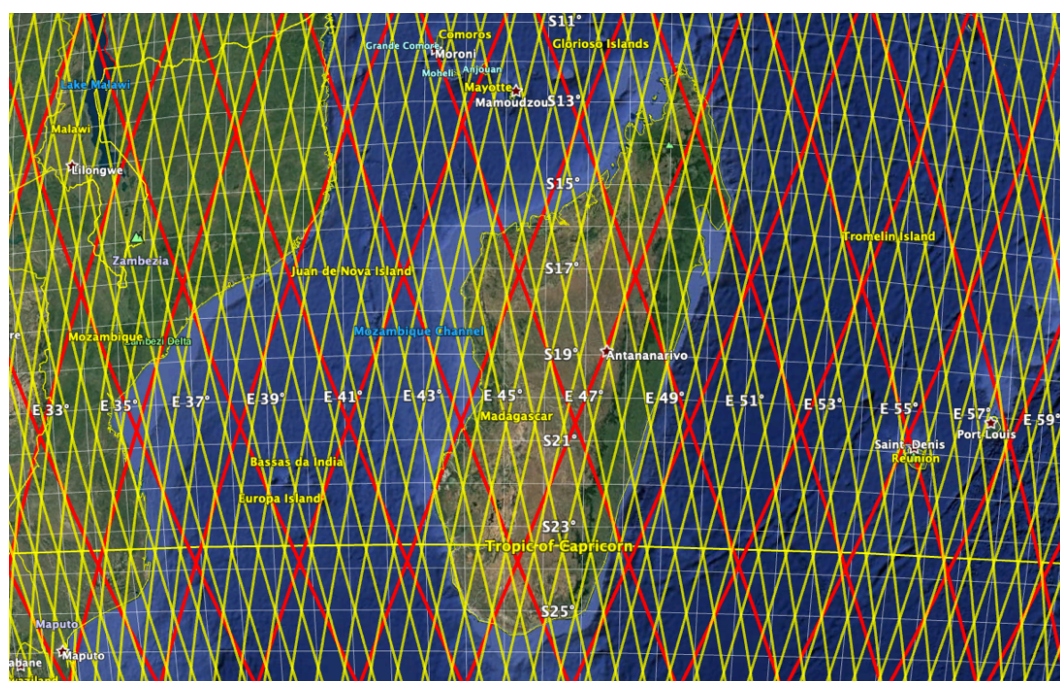 S11°
Comoros
Glorioso Islands
Grande Comore
Moroni
Anjouan
Moheli
Lake Malawi
Mayotte
Mamoudzou
S13°
Malawi
Lilongwe
S15°
Tromelin Island
Zambezia
Juan de Nova Island
S17°
Mozambique Channel
Mozambique
Zambezi Delta
S19°
Antananarivo
E 33°
E 35°
E 37°
E 39°
E 41°
E 43°
E 45°
E 47°
E 49°
E 51°
E 53°
E 55°
E 57°
E 59°
Madagascar
Port Louis
S21°
Saint-Denis
Réunion
Bassas da India
Europa Island
S23°
Tropic of Capricorn
S25°
Maputo
Maputo
abane
waziland